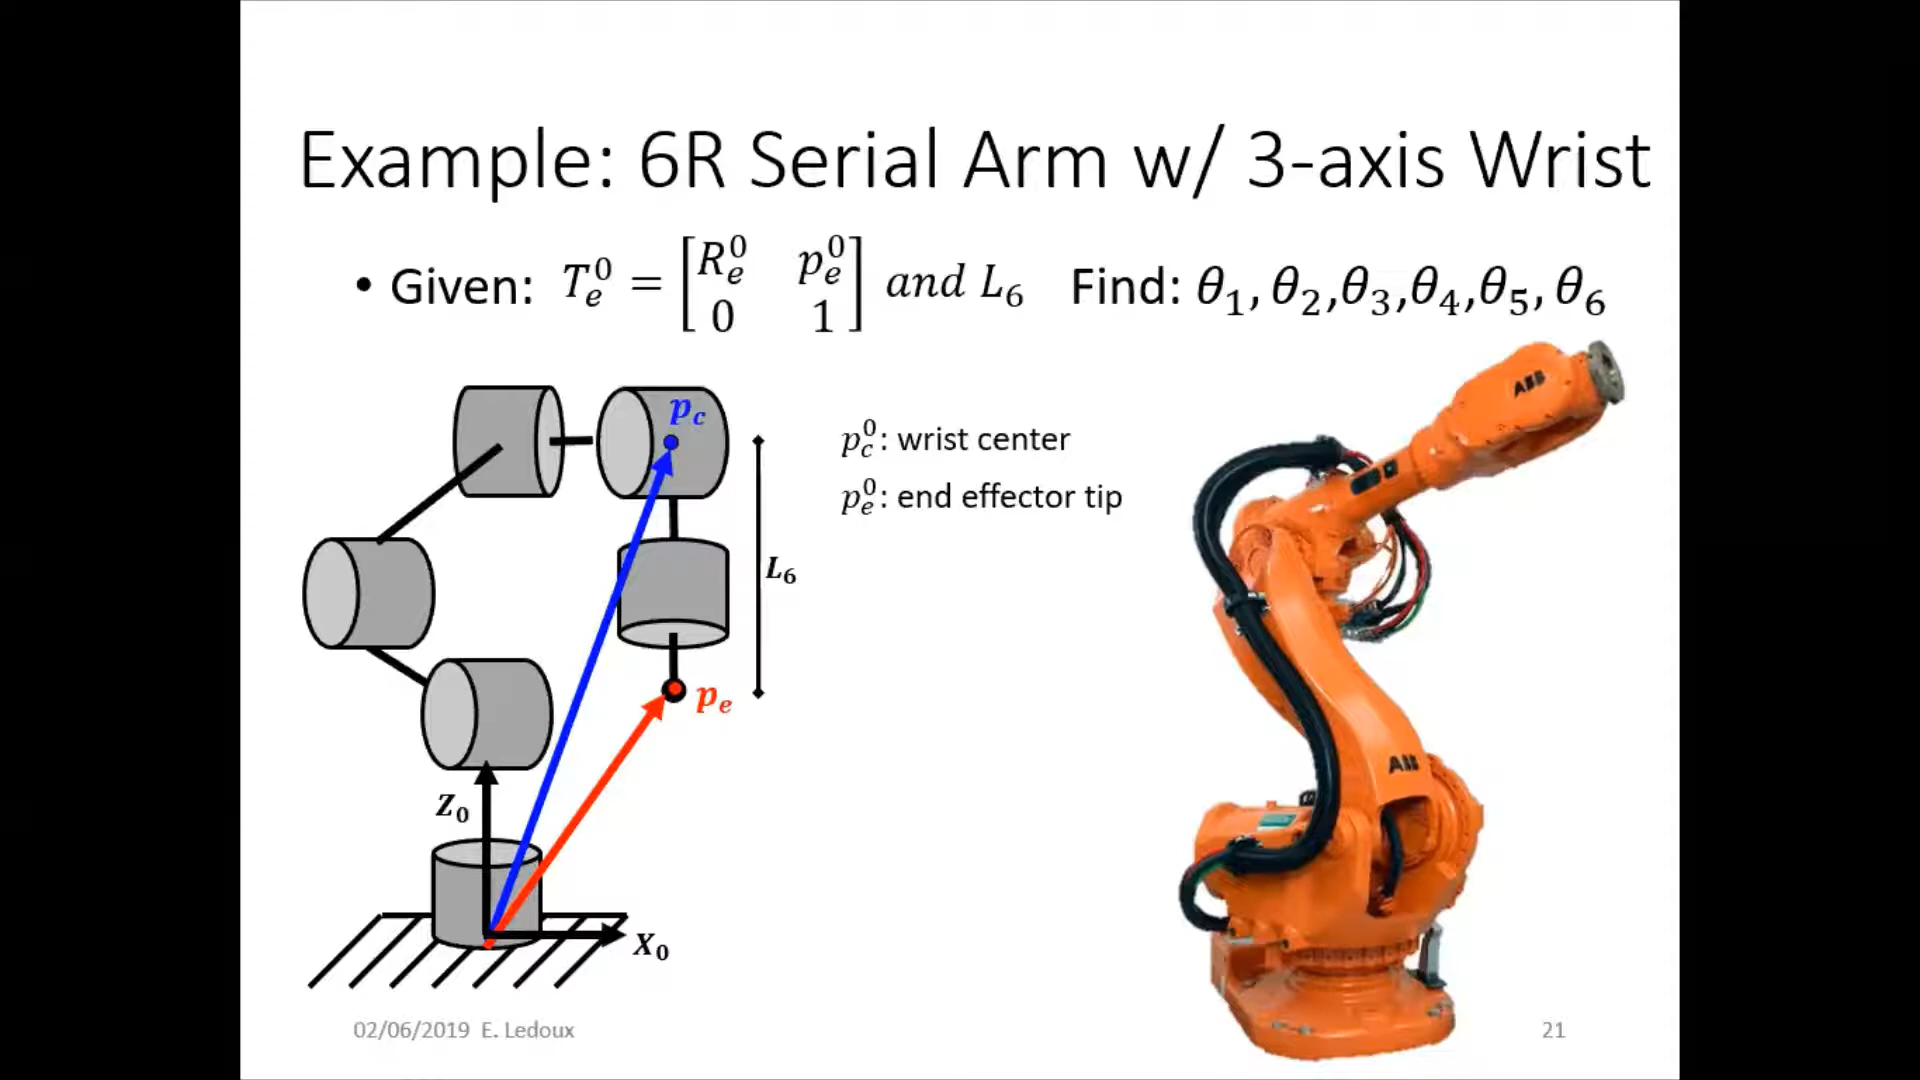 Example: 6R Serial Arm w/ 3-axis Wrist
• Given: T_e^0 = [R_e^0 p_e^0; 0 1] and L_6 Find: θ_1, θ_2,θ_3,θ_4,θ_5, θ_6
p_c
p_c^0: wrist center
p_e^0: end effector tip
L_6
p_e
Z_0
X_0
ABB
ABB
02/06/2019 E. Ledoux
21